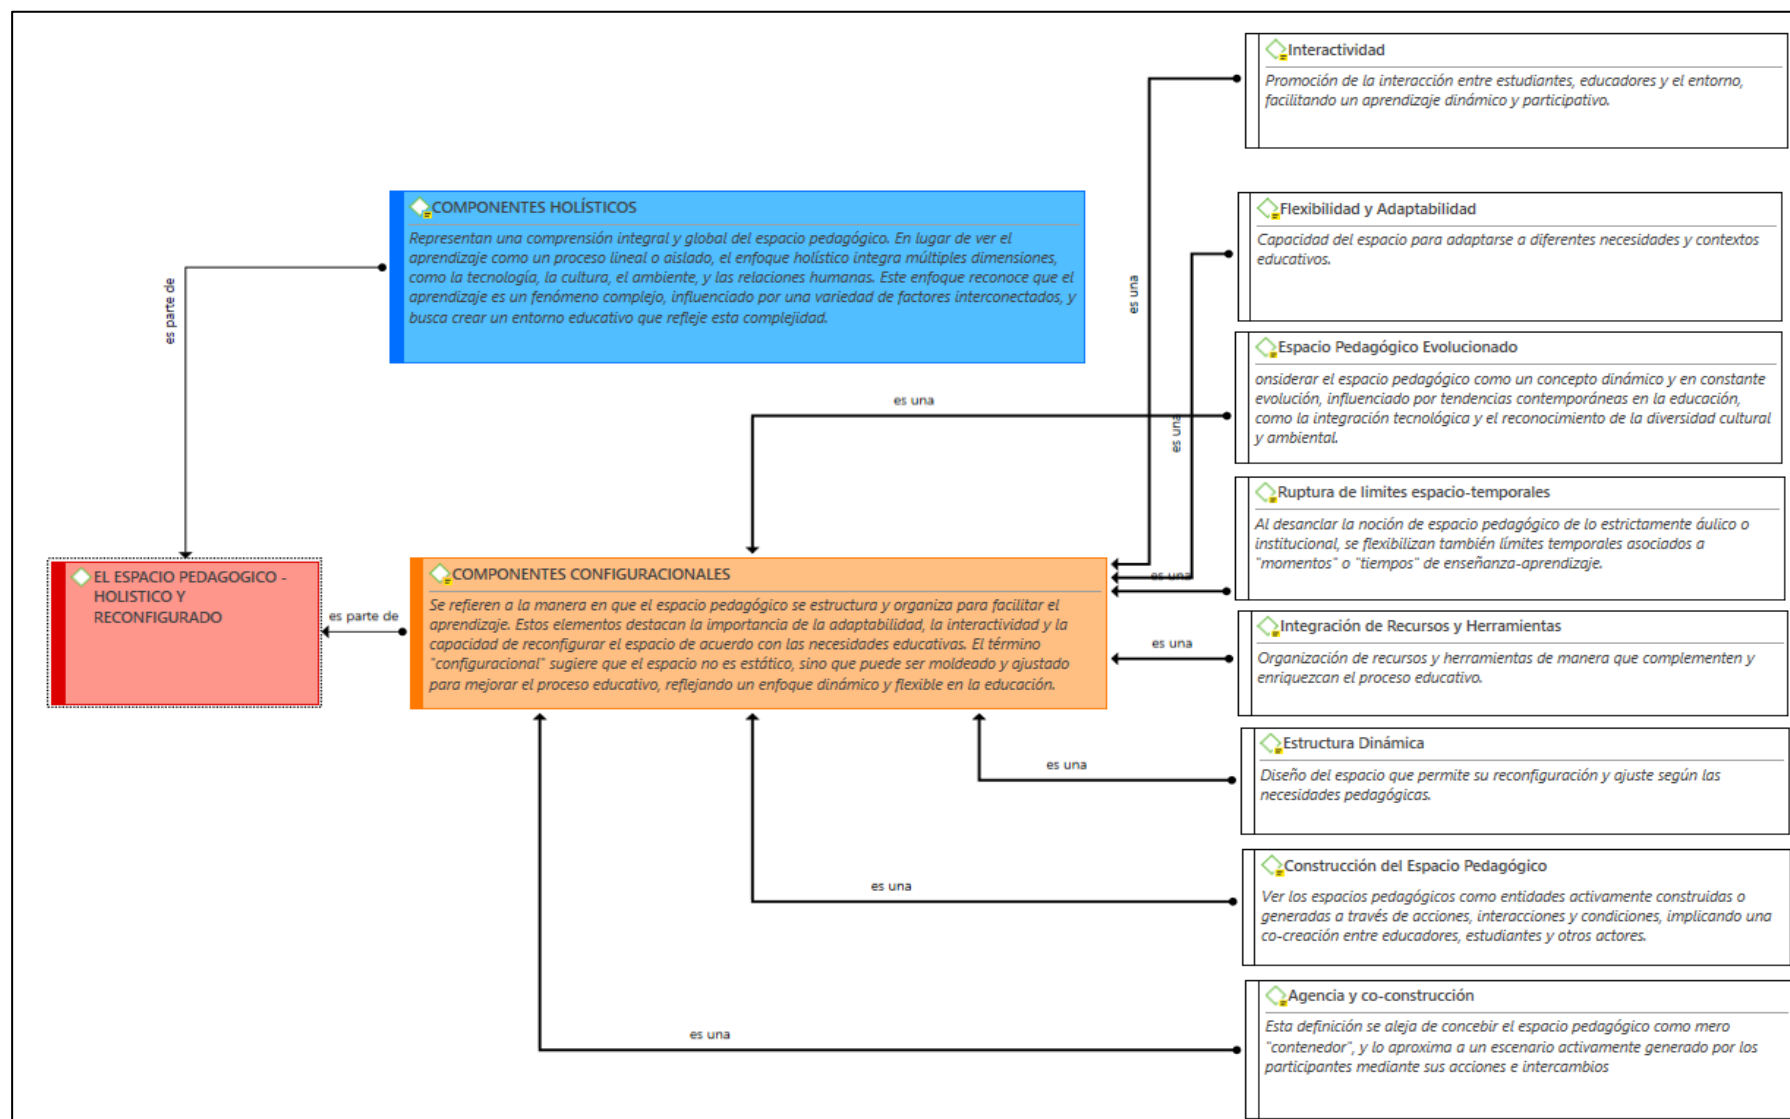 Interactividad
Promoción de la interacción entre estudiantes, educadores y el entorno,
facilitando un aprendizaje dinámico y participativo.
COMPONENTES HOLÍSTICOS
Representan una comprensión integral y global del espacio pedagógico. En lugar de ver el
aprendizaje como un proceso lineal o aislado, el enfoque holístico integra múltiples dimensiones,
como la tecnología, la cultura, el ambiente, y las relaciones humanas. Este enfoque reconoce que el
aprendizaje es un fenómeno complejo, influenciado por una variedad de factores interconectados, y
busca crear un entorno educativo que refleje esta complejidad.
Flexibilidad y Adaptabilidad
Capacidad del espacio para adaptarse a diferentes necesidades y contextos
educativos.
es parte de
es una
es una
es una
Espacio Pedagógico Evolucionado
onsiderar el espacio pedagógico como un concepto dinámico y en constante
evolución, influenciado por tendencias contemporáneas en la educación,
como la integración tecnológica y el reconocimiento de la diversidad cultural
y ambiental.
Ruptura de limites espacio-temporales
Al desanclar la noción de espacio pedagógico de lo estrictamente áulico o
institucional, se flexibilizan también límites temporales asociados a
"momentos" o "tiempos" de enseñanza-aprendizaje.
es una
EL ESPACIO PEDAGOGICO -
HOLISTICO Y
RECONFIGURADO
es parte de
COMPONENTES CONFIGURACIONALES
Se refieren a la manera en que el espacio pedagógico se estructura y organiza para facilitar el
aprendizaje. Estos elementos destacan la importancia de la adaptabilidad, la interactividad y la
capacidad de reconfigurar el espacio de acuerdo con las necesidades educativas. El término
"configuracional" sugiere que el espacio no es estático, sino que puede ser moldeado y ajustado
para mejorar el proceso educativo, reflejando un enfoque dinámico y flexible en la educación.
es una
Integración de Recursos y Herramientas
Organización de recursos y herramientas de manera que complementen y
enriquezcan el proceso educativo.
es una
Estructura Dinámica
Diseño del espacio que permite su reconfiguración y ajuste según las
necesidades pedagógicas.
es una
Construcción del Espacio Pedagógico
Ver los espacios pedagógicos como entidades activamente construidas o
generadas a través de acciones, interacciones y condiciones, implicando una
co-creación entre educadores, estudiantes y otros actores.
es una
Agencia y co-construcción
Esta definición se aleja de concebir el espacio pedagógico como mero
"contenedor", y lo aproxima a un escenario activamente generado por los
participantes mediante sus acciones e intercambios